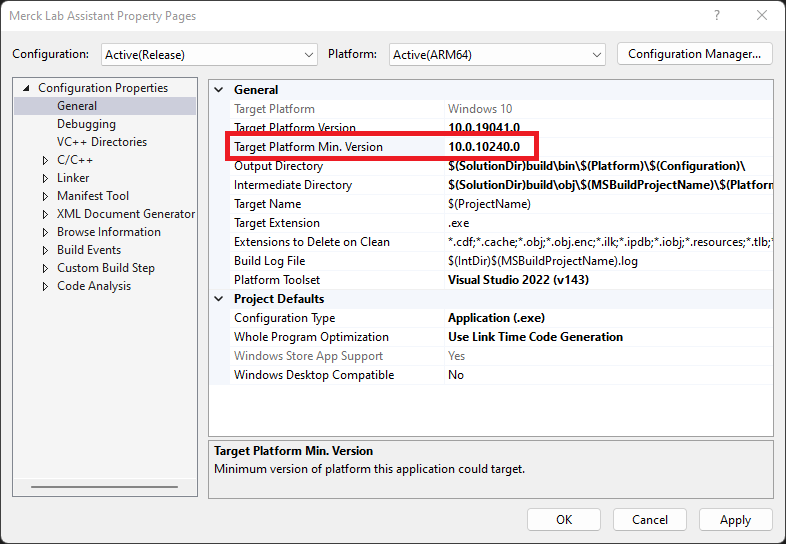 Merck Lab Assistant Property Pages
Configuration: Active(Release) Platform: Active(ARM64) Configuration Manager...
Configuration Properties
General
Debugging
VC++ Directories
C/C++
Linker
Manifest Tool
XML Document Generator
Browse Information
Build Events
Custom Build Step
Code Analysis
General
Target Platform Windows 10
Target Platform Version 10.0.19041.0
Target Platform Min. Version 10.0.10240.0
Output Directory $(SolutionDir)build\bin\$(Platform)\$(Configuration)\
Intermediate Directory $(SolutionDir)build\obj\$(MSBuildProjectName)\$(Platform
Target Name $(ProjectName)
Target Extension .exe
Extensions to Delete on Clean *.cdf;*.cache;*.obj;*.obj.enc;*.ilk;*.ipdb;*.iobj;*.resources;*.tlb;*
Build Log File $(IntDir)$(MSBuildProjectName).log
Platform Toolset Visual Studio 2022 (v143)
Project Defaults
Configuration Type Application (.exe)
Whole Program Optimization Use Link Time Code Generation
Windows Store App Support Yes
Windows Desktop Compatible No
Target Platform Min. Version
Minimum version of platform this application could target.
OK Cancel Apply